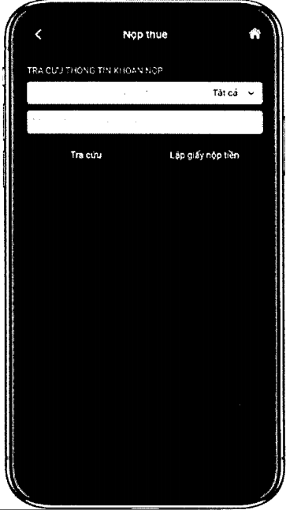 Nộp thuế
TRA CỨU THÔNG TIN KHOẢN NỘP
Tất cả
Tra cứu
Lập giấy nộp tiền